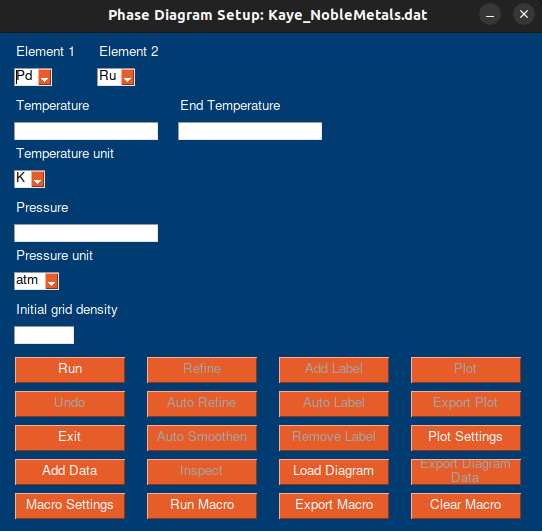 Phase Diagram Setup: Kaye_NobleMetals.dat
Element 1 Element 2
Pd Ru
Temperature End Temperature
Temperature unit
K
Pressure
Pressure unit
atm
Initial grid density
Run Refine Add Label Plot
Undo Auto Refine Auto Label Export Plot
Exit Auto Smoothen Remove Label Plot Settings
Add Data Inspect Load Diagram Export Diagram
Data
Macro Settings Run Macro Export Macro Clear Macro